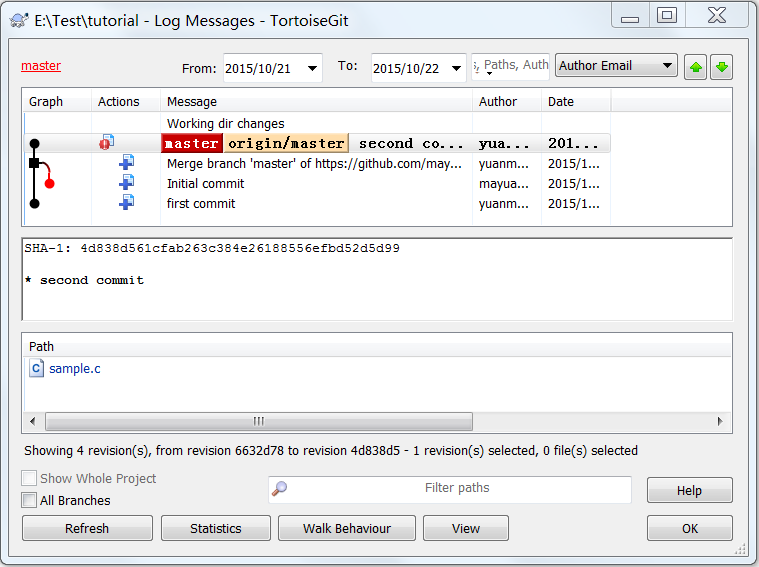 E:\Test\tutorial - Log Messages - TortoiseGit
master From: 2015/10/21 To: 2015/10/22 Paths, Auth Author Email
Graph Actions Message Author Date
Working dir changes
master origin/master second co... yua... 201...
Merge branch 'master' of https://github.com/may... yuanm... 2015/1...
Initial commit mayua... 2015/1...
first commit yuanm... 2015/1...
SHA-1: 4d838d561cfab263c384e26188556efbd52d5d99
* second commit
Path
sample.c
Showing 4 revision(s), from revision 6632d78 to revision 4d838d5 - 1 revision(s) selected, 0 file(s) selected
Show Whole Project
Filter paths Help
All Branches
Refresh Statistics Walk Behaviour View OK